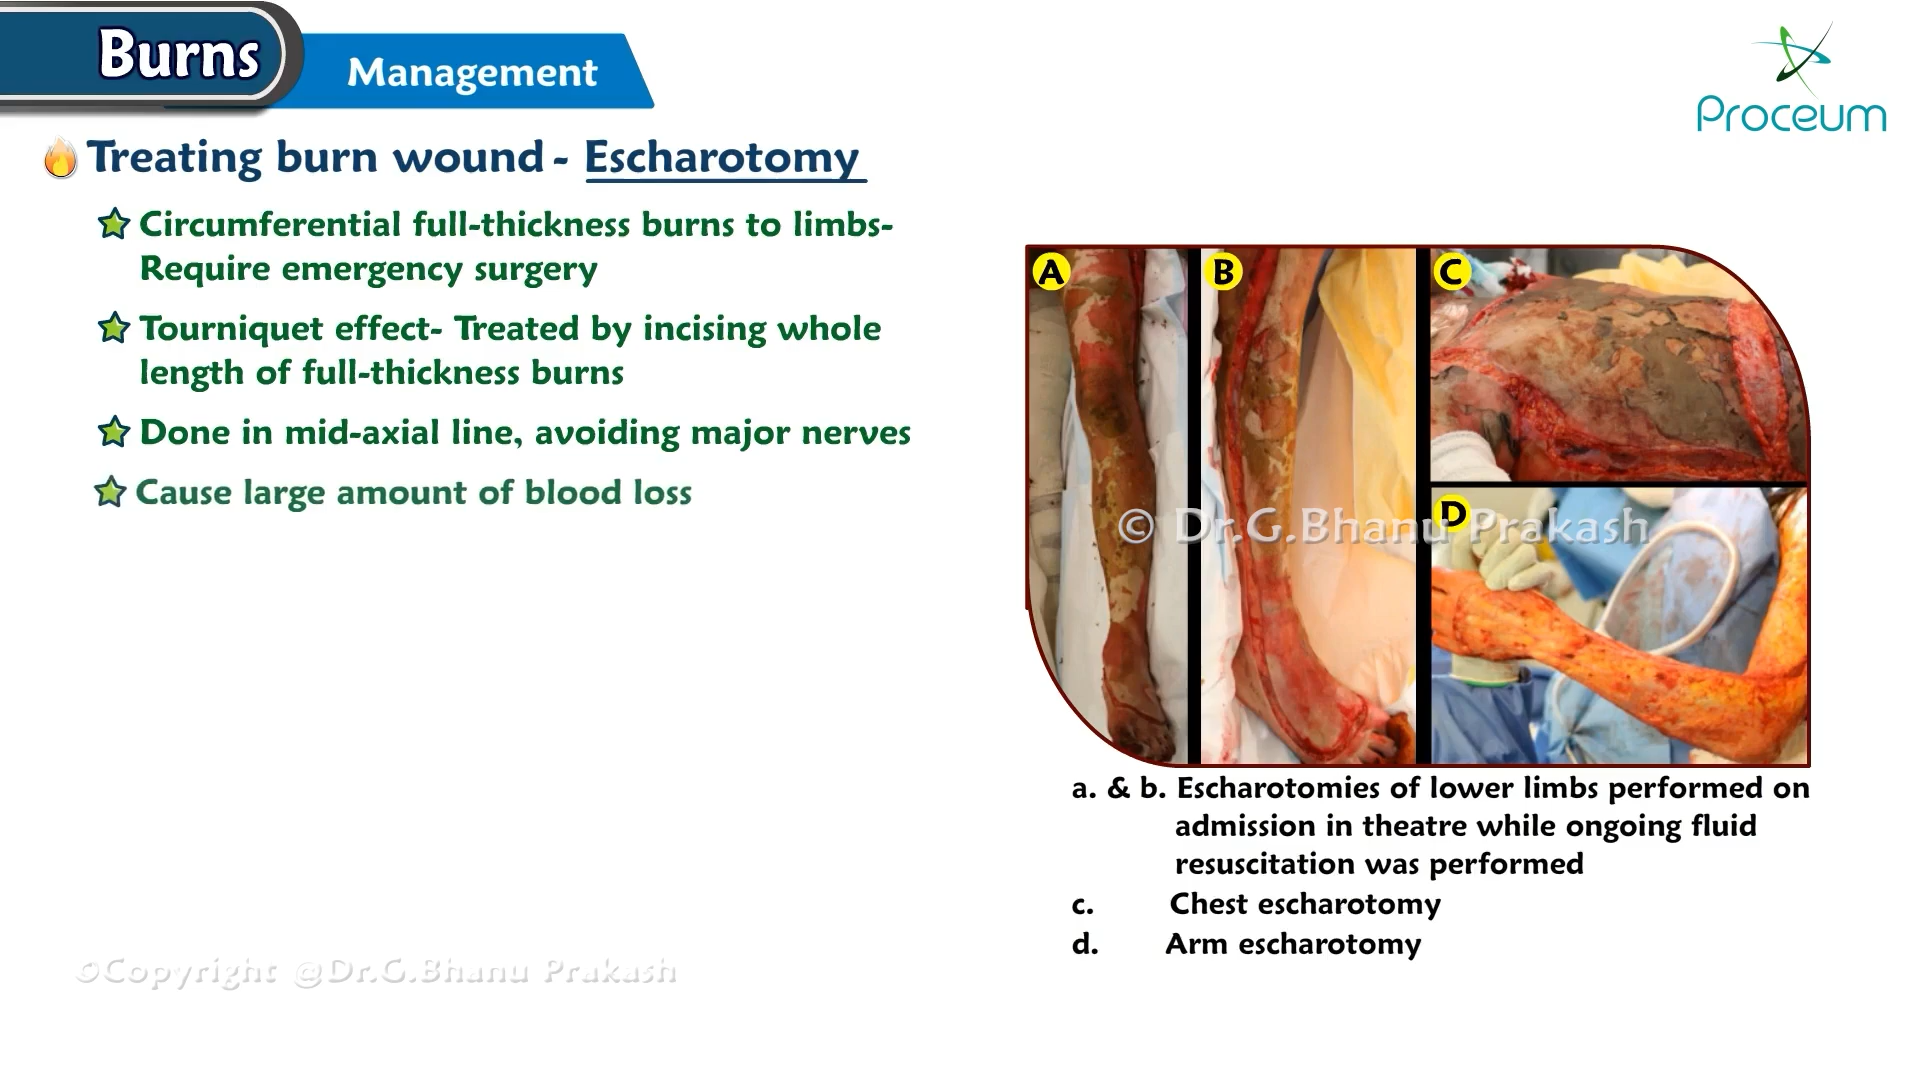 Burns
Management
Proceum
Treating burn wound - Escharotomy
Circumferential full-thickness burns to limbs-
Require emergency surgery
Tourniquet effect- Treated by incising whole
length of full-thickness burns
Done in mid-axial line, avoiding major nerves
Cause large amount of blood loss
A
B
C
D
© Dr.G.Bhanu Prakash
a. & b. Escharotomies of lower limbs performed on
admission in theatre while ongoing fluid
resuscitation was performed
c. Chest escharotomy
d. Arm escharotomy
©Copyright @Dr.G.Bhanu Prakash